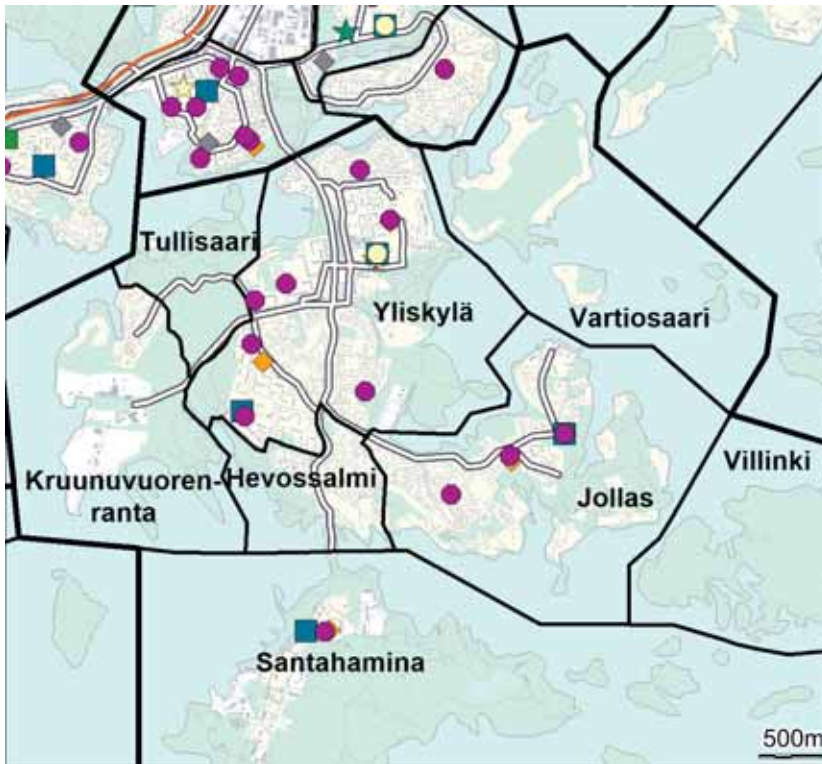 Tullisaari
Yliskylä
Vartiosaari
Kruunuvuoren-
ranta
Hevossalmi
Jollas
Villinki
Santahamina
500m